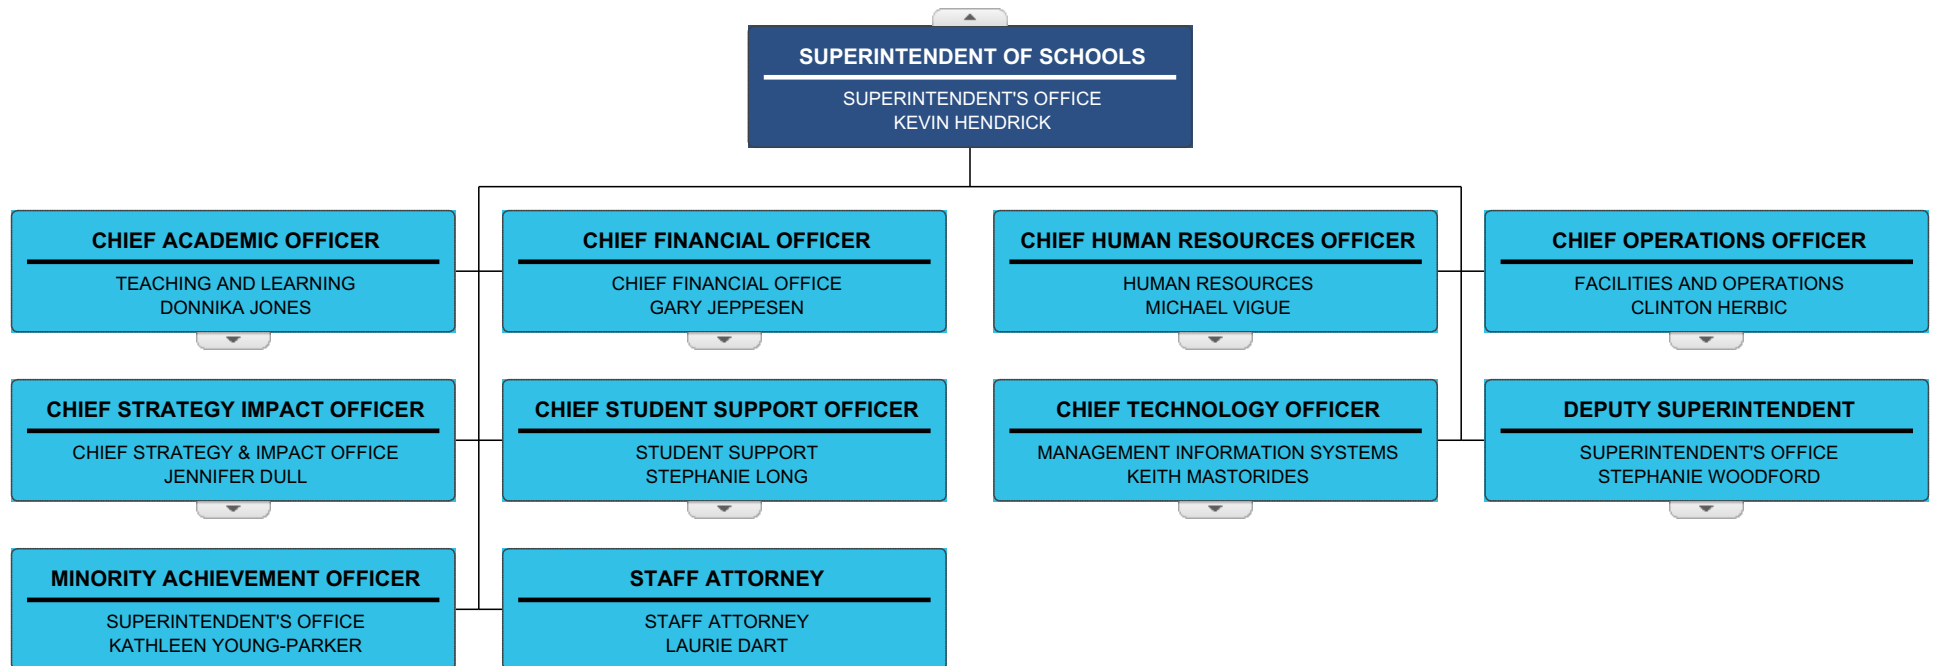 SUPERINTENDENT OF SCHOOLS
SUPERINTENDENT'S OFFICE
KEVIN HENDRICK
CHIEF ACADEMIC OFFICER
TEACHING AND LEARNING
DONNIKA JONES
CHIEF FINANCIAL OFFICER
CHIEF FINANCIAL OFFICE
GARY JEPPESEN
CHIEF HUMAN RESOURCES OFFICER
HUMAN RESOURCES
MICHAEL VIGUE
CHIEF OPERATIONS OFFICER
FACILITIES AND OPERATIONS
CLINTON HERBIC
CHIEF STRATEGY IMPACT OFFICER
CHIEF STRATEGY & IMPACT OFFICE
JENNIFER DULL
CHIEF STUDENT SUPPORT OFFICER
STUDENT SUPPORT
STEPHANIE LONG
CHIEF TECHNOLOGY OFFICER
MANAGEMENT INFORMATION SYSTEMS
KEITH MASTORIDES
DEPUTY SUPERINTENDENT
SUPERINTENDENT'S OFFICE
STEPHANIE WOODFORD
MINORITY ACHIEVEMENT OFFICER
SUPERINTENDENT'S OFFICE
KATHLEEN YOUNG-PARKER
STAFF ATTORNEY
STAFF ATTORNEY
LAURIE DART